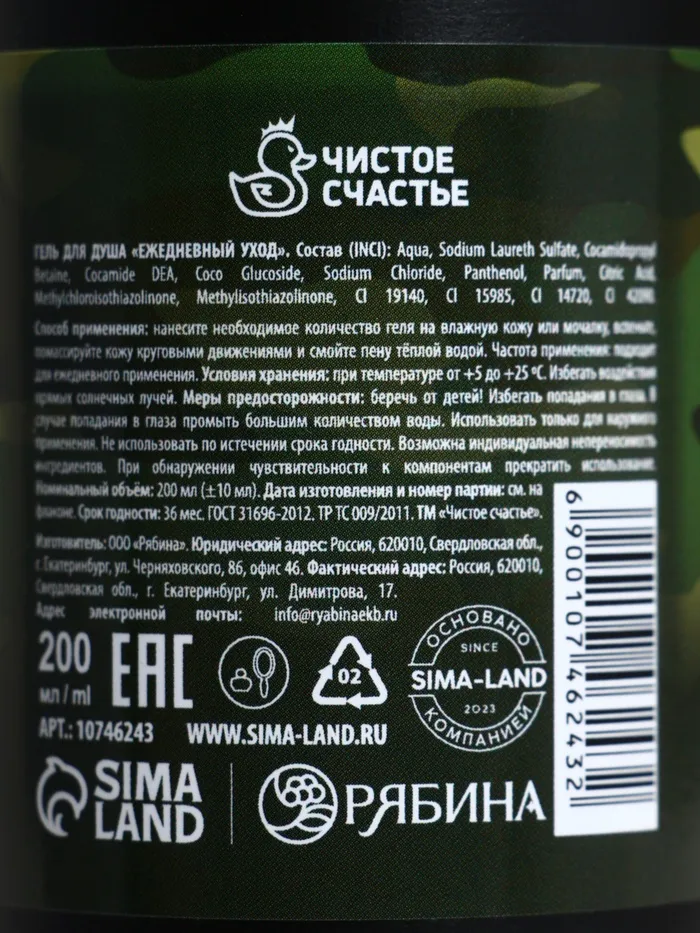 ЧИСТОЕ
СЧАСТЬЕ
ГЕЛЬ ДЛЯ ДУША «ЕЖЕДНЕВНЫЙ УХОД». Состав (INCI): Aqua, Sodium Laureth Sulfate, Cocamidopropyl
Betaine, Cocamide DEA, Coco Glucoside, Sodium Chloride, Panthenol, Parfum, Citric Acid,
Methylchloroisothiazolinone, Methylisothiazolinone, CI 19140, CI 15985, CI 14720, CI
Способ применения: нанесите необходимое количество геля на влажную кожу или мочалку, вспеньте,
помассируйте кожу круговыми движениями и смойте пену тёплой водой. Частота применения: подходит
для ежедневного применения. Условия хранения: при температуре от +5 до +25 ºС. Избегать воздействия
прямых солнечных лучей. Меры предосторожности: беречь от детей! Избегать попадания в глаза. В
случае попадания в глаза промыть большим количеством воды. Использовать только для наружного
применения. Не использовать по истечении срока годности. Возможна индивидуальная непереносимость
ингредиентов. При обнаружении чувствительности к компонентам прекратить использование.
Номинальный объём: 200 мл (±10 мл). Дата изготовления и номер партии: см. на
флаконе. Срок годности: 36 мес. ГОСТ 31696-2012. ТР ТС 009/2011. ТМ «Чистое счастье».
Изготовитель: ООО «Рябина». Юридический адрес: Россия, 620010, Свердловская обл.,
г. Екатеринбург, ул. Черняховского, 86, офис 46. Фактический адрес: Россия, 620010,
Свердловская обл., г. Екатеринбург, ул. Димитрова, 17.
Адрес электронной почты: info@ryabinaekb.ru
200
мл / ml
EAC
02
ОСНОВАНО
SINCE
SIMA-LAND
2023
КОМПАНИЕЙ
АРТ.: 10746243
WWW.SIMA-LAND.RU
SIMA
LAND
РЯБИНА
6900107462432